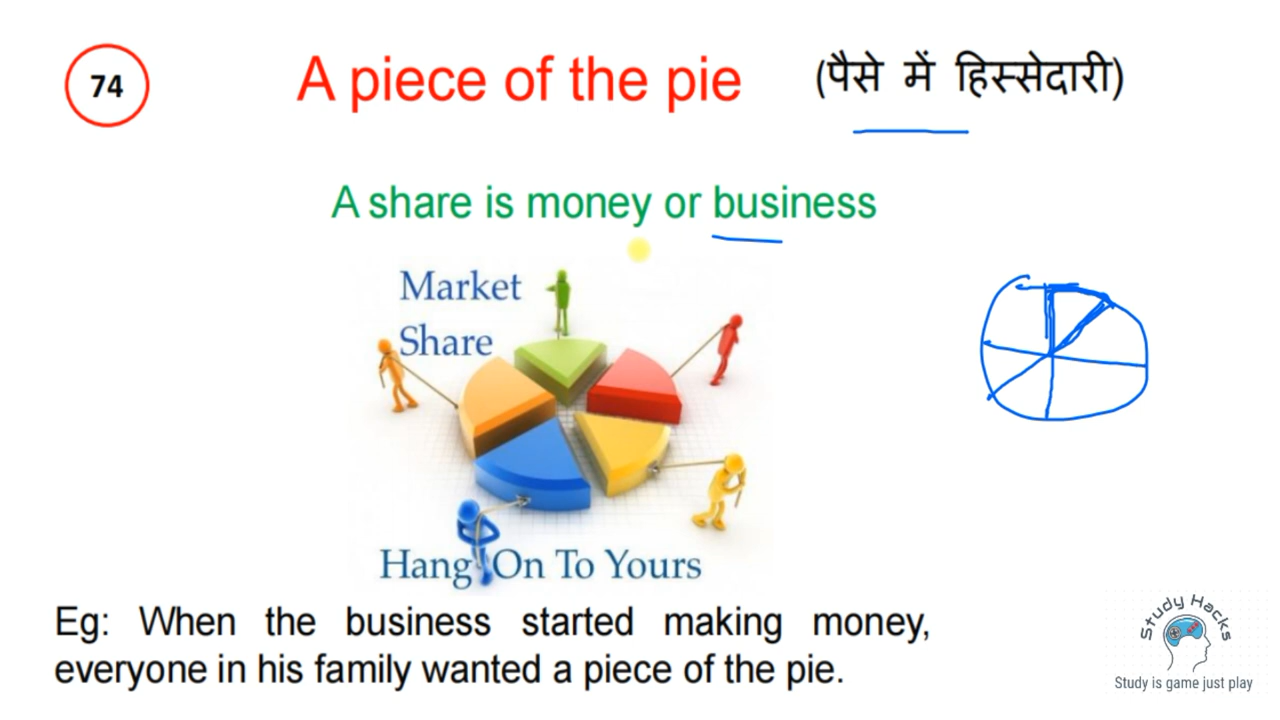 74
A piece of the pie (पैसे में हिस्सेदारी)
A share is money or business
Market
Share
Hang On To Yours
Eg: When the business started making money,
everyone in his family wanted a piece of the pie.
Study Hacks
Study is game just play